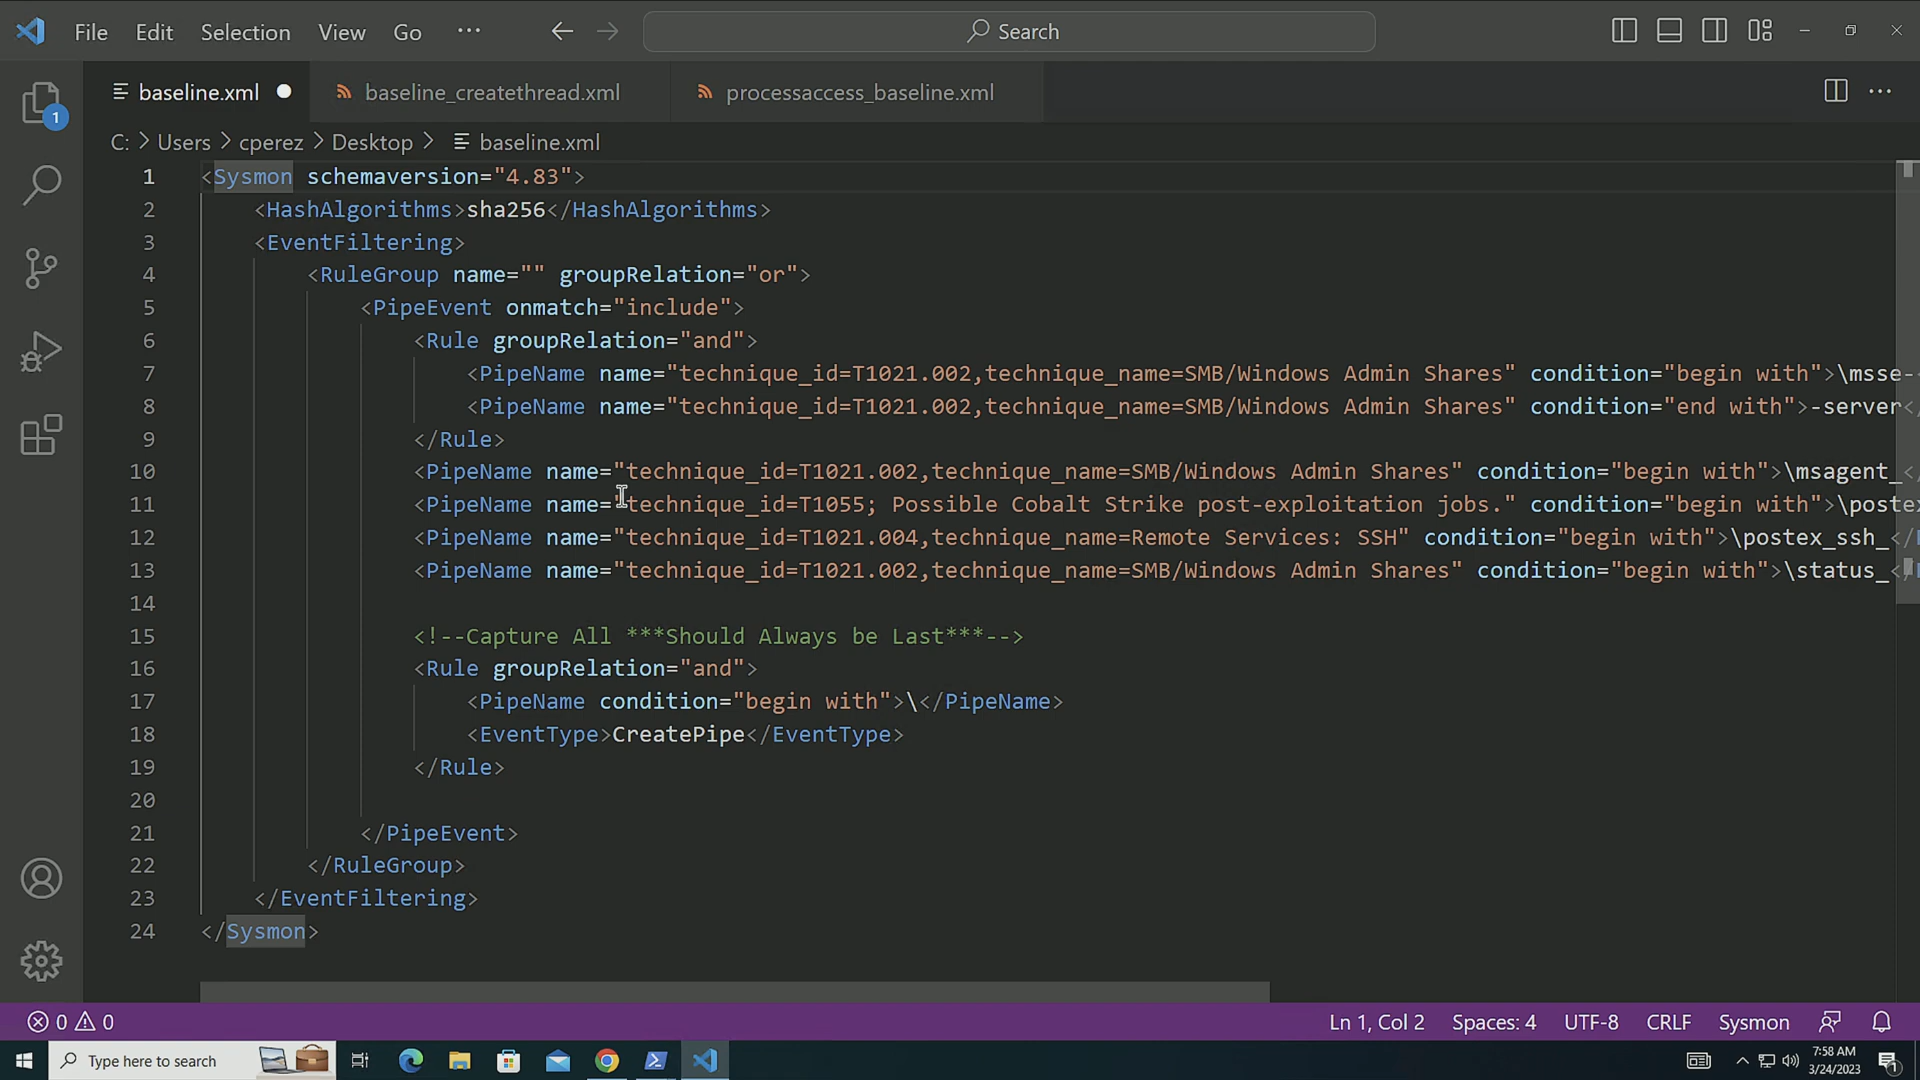 File Edit Selection View Go ··· Search
1 baseline.xml baseline_createthread.xml processaccess_baseline.xml
C: > Users > cperez > Desktop > baseline.xml
1 <Sysmon schemaversion="4.83">
2 <HashAlgorithms>sha256</HashAlgorithms>
3 <EventFiltering>
4 <RuleGroup name="" groupRelation="or">
5 <PipeEvent onmatch="include">
6 <Rule groupRelation="and">
7 <PipeName name="technique_id=T1021.002,technique_name=SMB/Windows Admin Shares" condition="begin with">\msse-<
8 <PipeName name="technique_id=T1021.002,technique_name=SMB/Windows Admin Shares" condition="end with">-server</
9 </Rule>
10 <PipeName name="technique_id=T1021.002,technique_name=SMB/Windows Admin Shares" condition="begin with">\msagent_<
11 <PipeName name="technique_id=T1055; Possible Cobalt Strike post-exploitation jobs." condition="begin with">\postex
12 <PipeName name="technique_id=T1021.004,technique_name=Remote Services: SSH" condition="begin with">\postex_ssh_</
13 <PipeName name="technique_id=T1021.002,technique_name=SMB/Windows Admin Shares" condition="begin with">\status_</
14
15 <!--Capture All ***Should Always be Last***-->
16 <Rule groupRelation="and">
17 <PipeName condition="begin with">\</PipeName>
18 <EventType>CreatePipe</EventType>
19 </Rule>
20
21 </PipeEvent>
22 </RuleGroup>
23 </EventFiltering>
24 </Sysmon>
0 0 Ln 1, Col 2 Spaces: 4 UTF-8 CRLF Sysmon
Type here to search 7:58 AM
3/24/2023 1